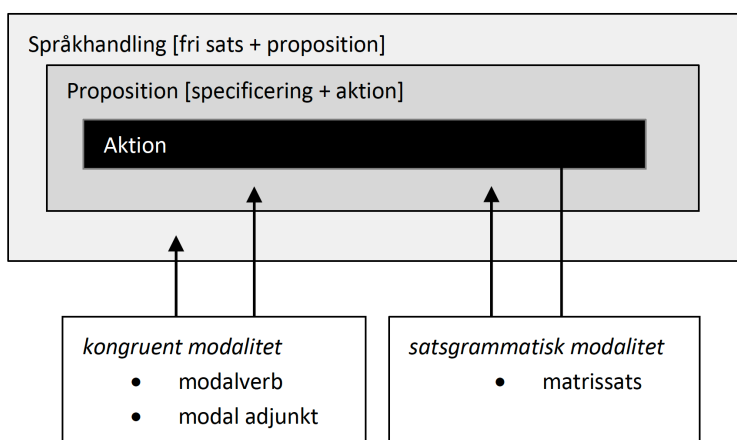 Språkhandling [fri sats + proposition]
Proposition [specificering + aktion]
Aktion
kongruent modalitet
• modalverb
• modal adjunkt
satsgrammatisk modalitet
• matrissats